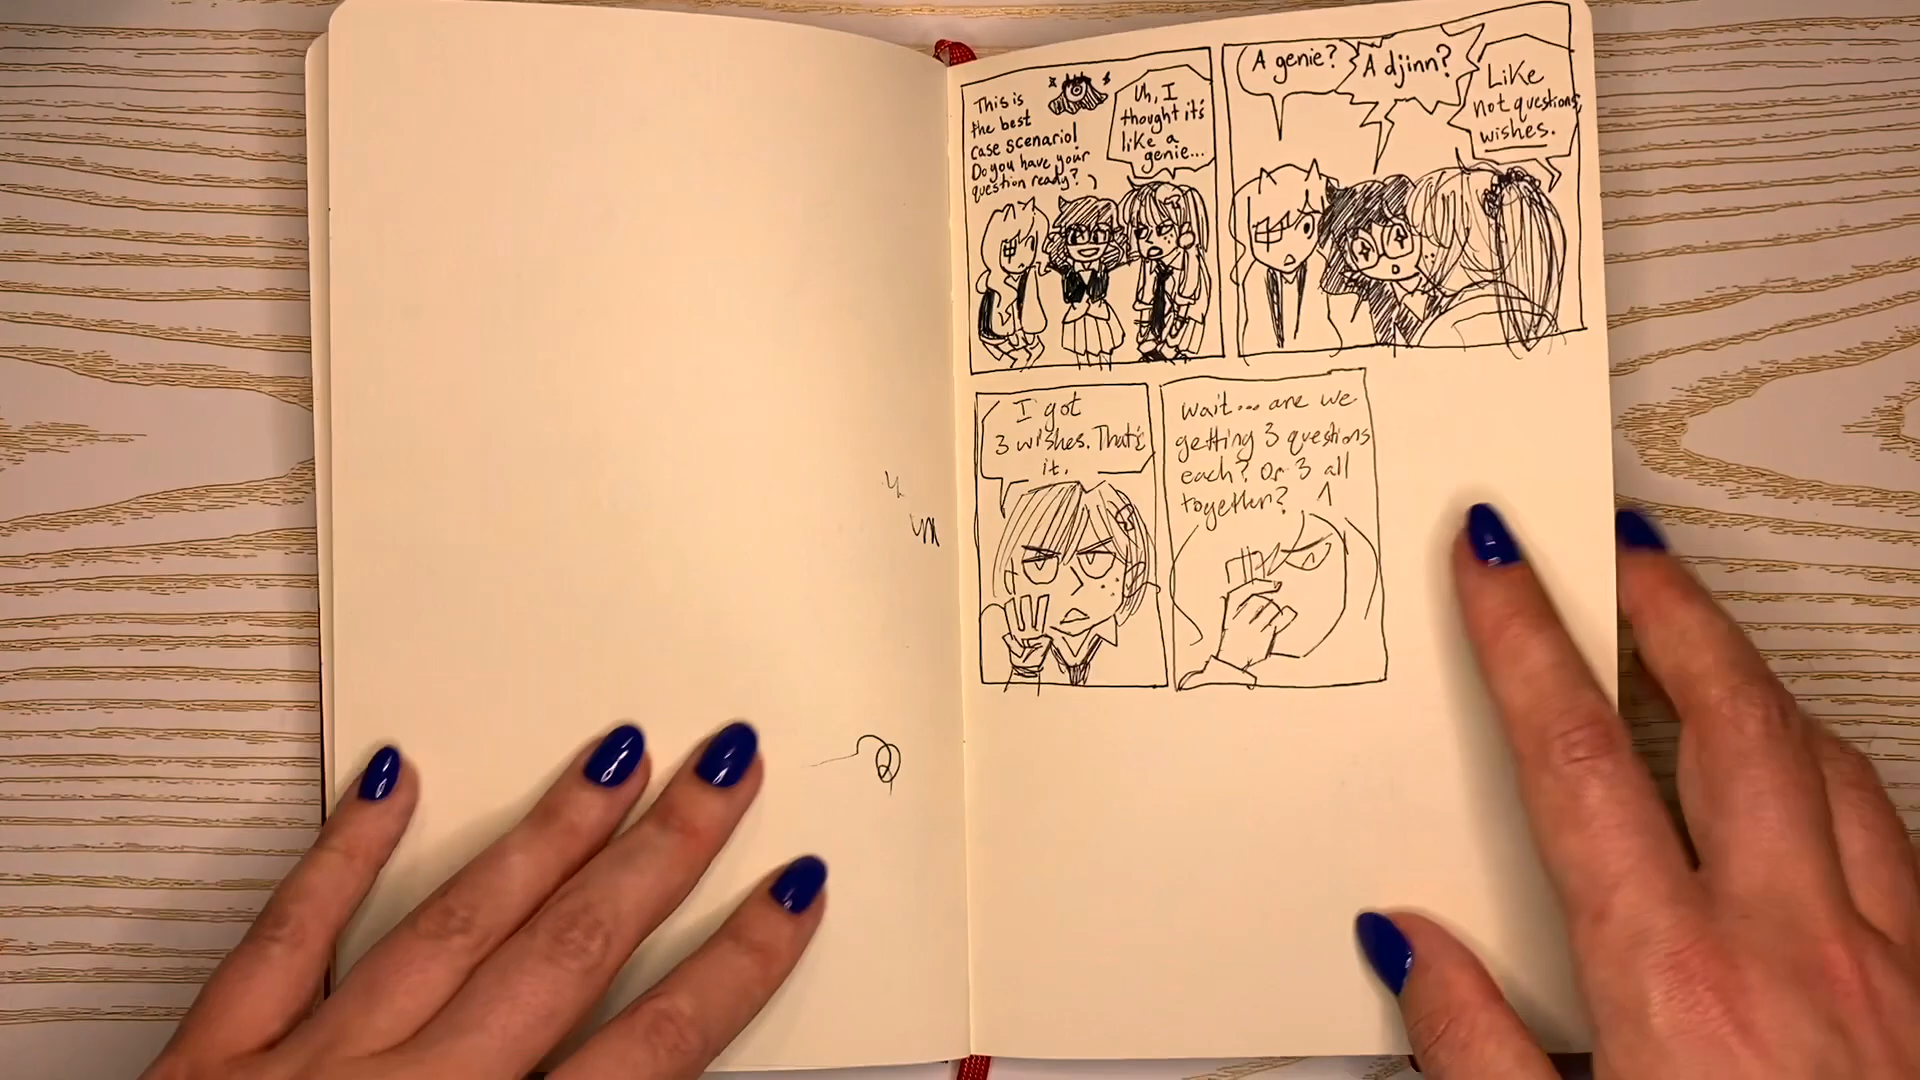 This is
the best
case scenario!
Do you have your
question ready?
Uh, I
thought it's
like a
genie...
A genie?
A djinn?
Like
not questions,
wishes.
I got
3 wishes. That's
it.
wait... are we
getting 3 questions
each? Or 3 all
together?